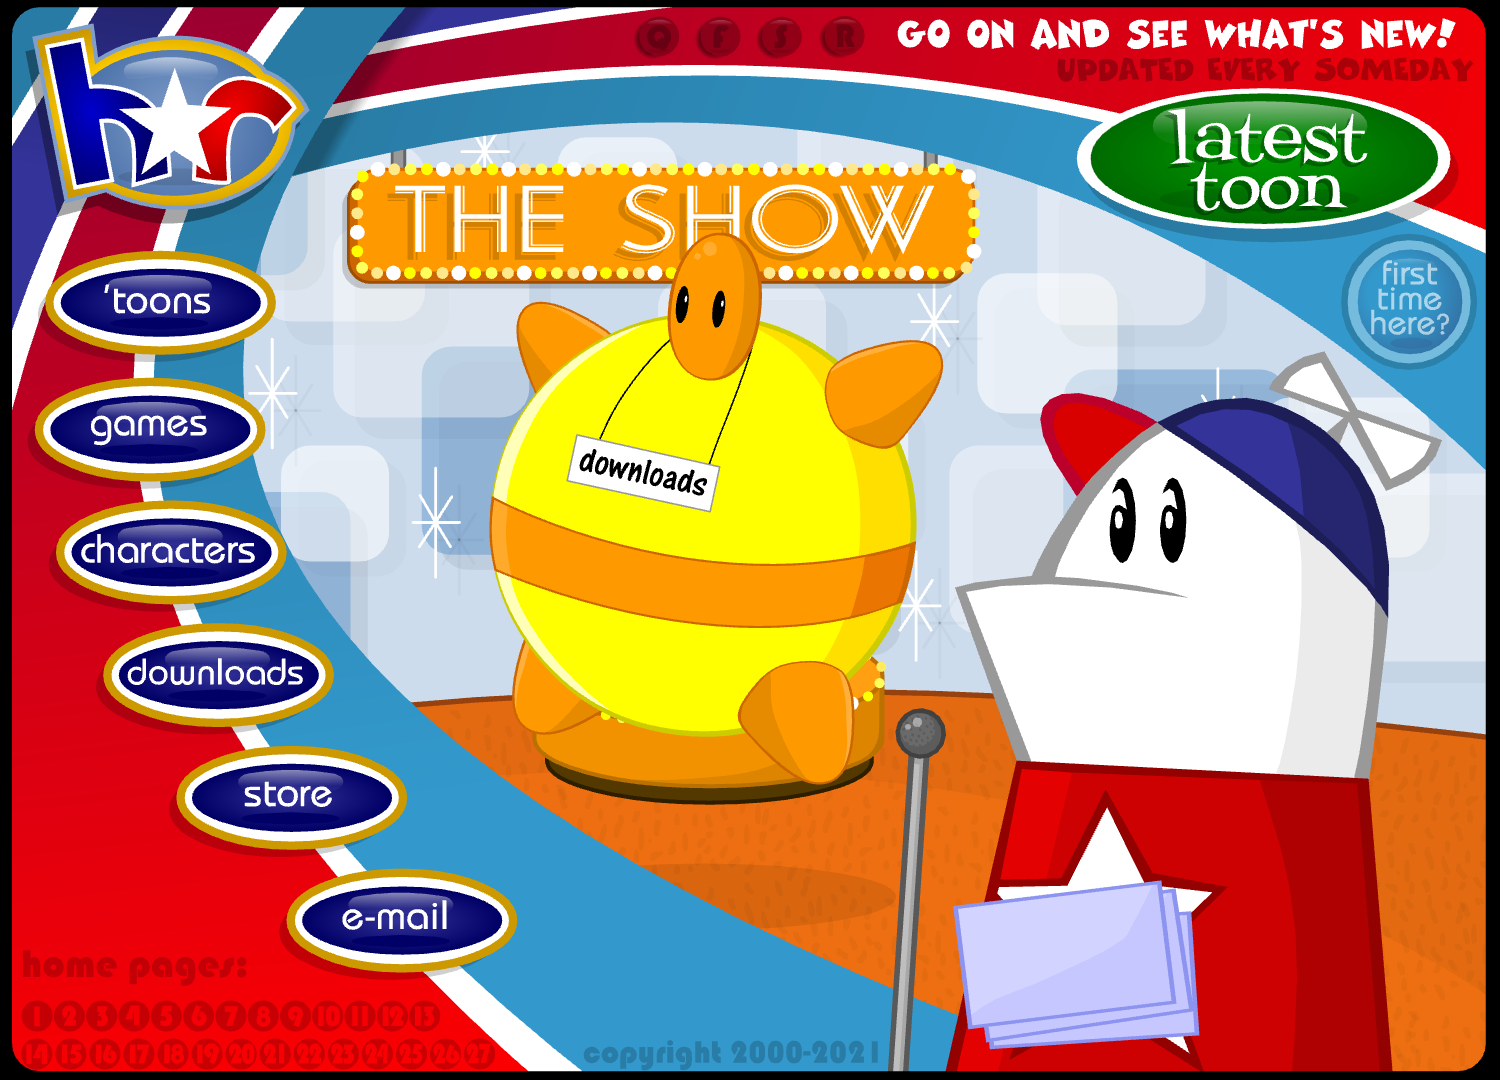 hr
Q F S R
GO ON AND SEE WHAT'S NEW!
UPDATED EVERY SOMEDAY
latest
toon
THE SHOW
first
time
here?
'toons
games
characters
downloads
store
e-mail
downloads
home pages:
1 2 3 4 5 6 7 8 9 10 11 12 13
14 15 16 17 18 19 20 21 22 23 24 25 26 27
copyright 2000-2021